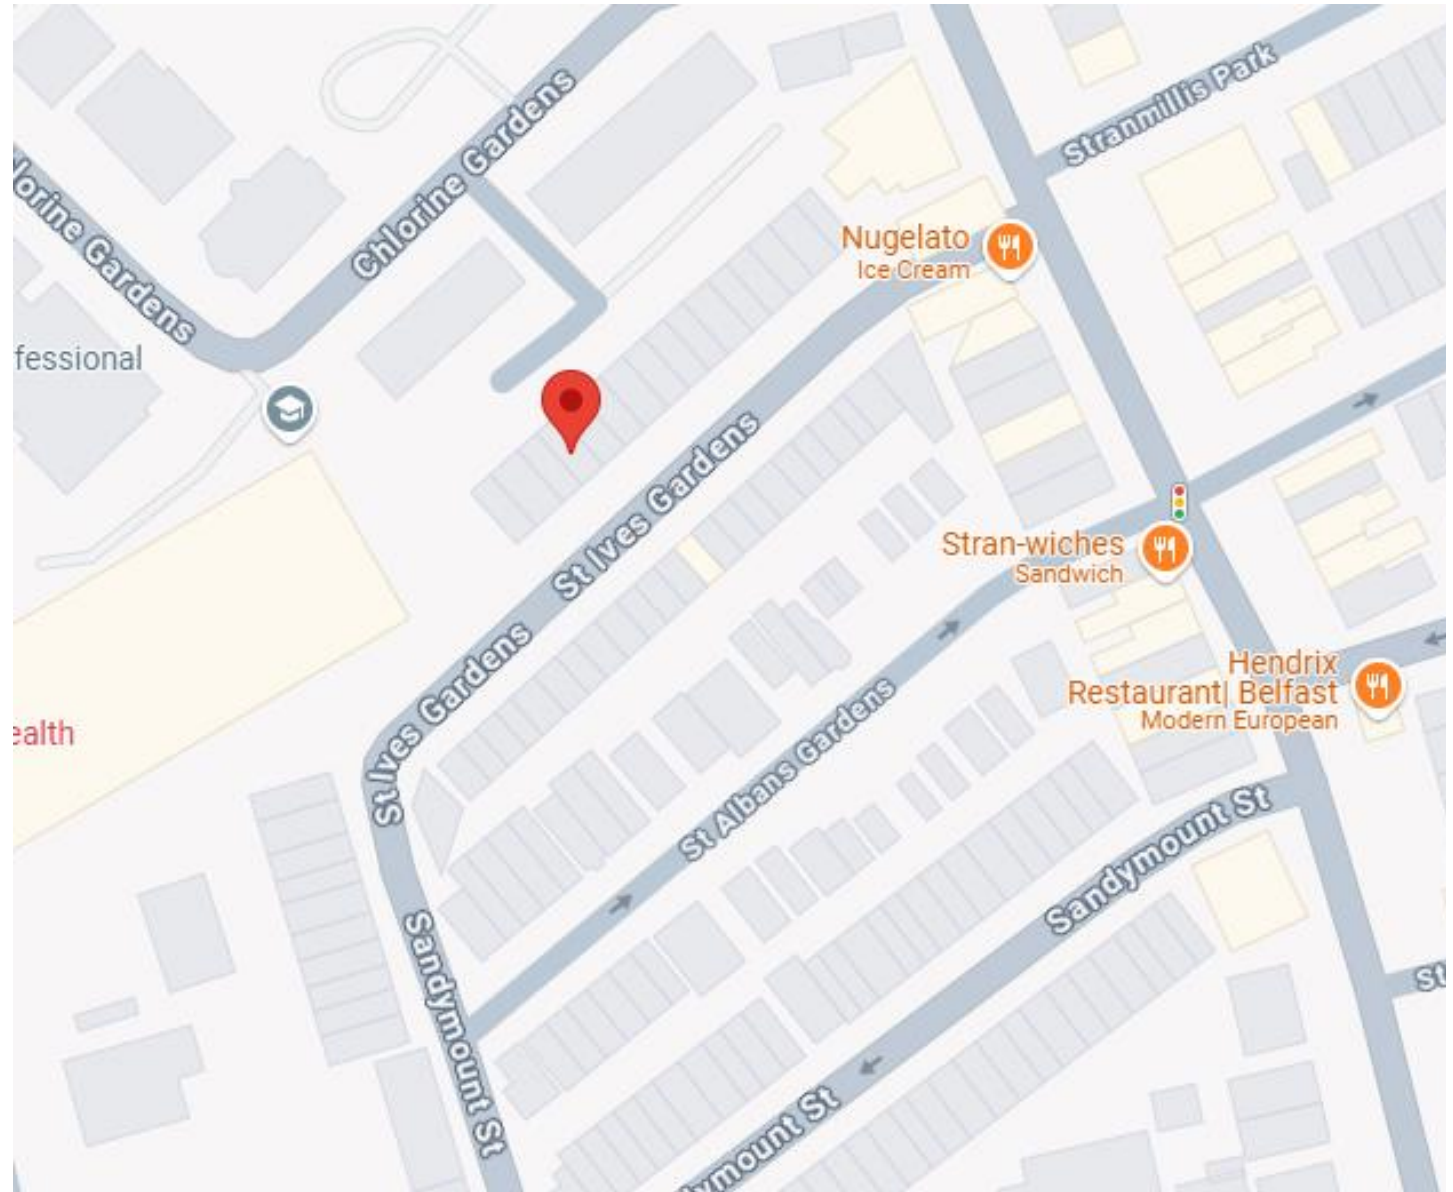 Stranmillis Park
Chlorine Gardens
lorine Gardens
Nugelato
Ice Cream
fessional
St Ives Gardens
Stran-wiches
Sandwich
St Ives Gardens
Hendrix
Restaurant| Belfast
Modern European
ealth
St Albans Gardens
Sandymount St
St
Sandymount St
ymount St